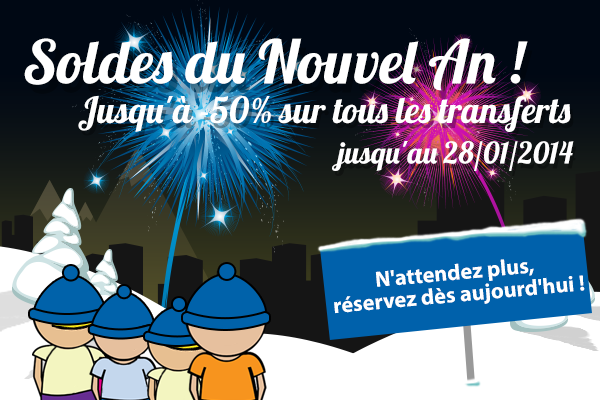 Soldes du Nouvel An !
Jusqu'à -50% sur tous les transferts
jusqu'au 28/01/2014
N'attendez plus,
réservez dès aujourd'hui !